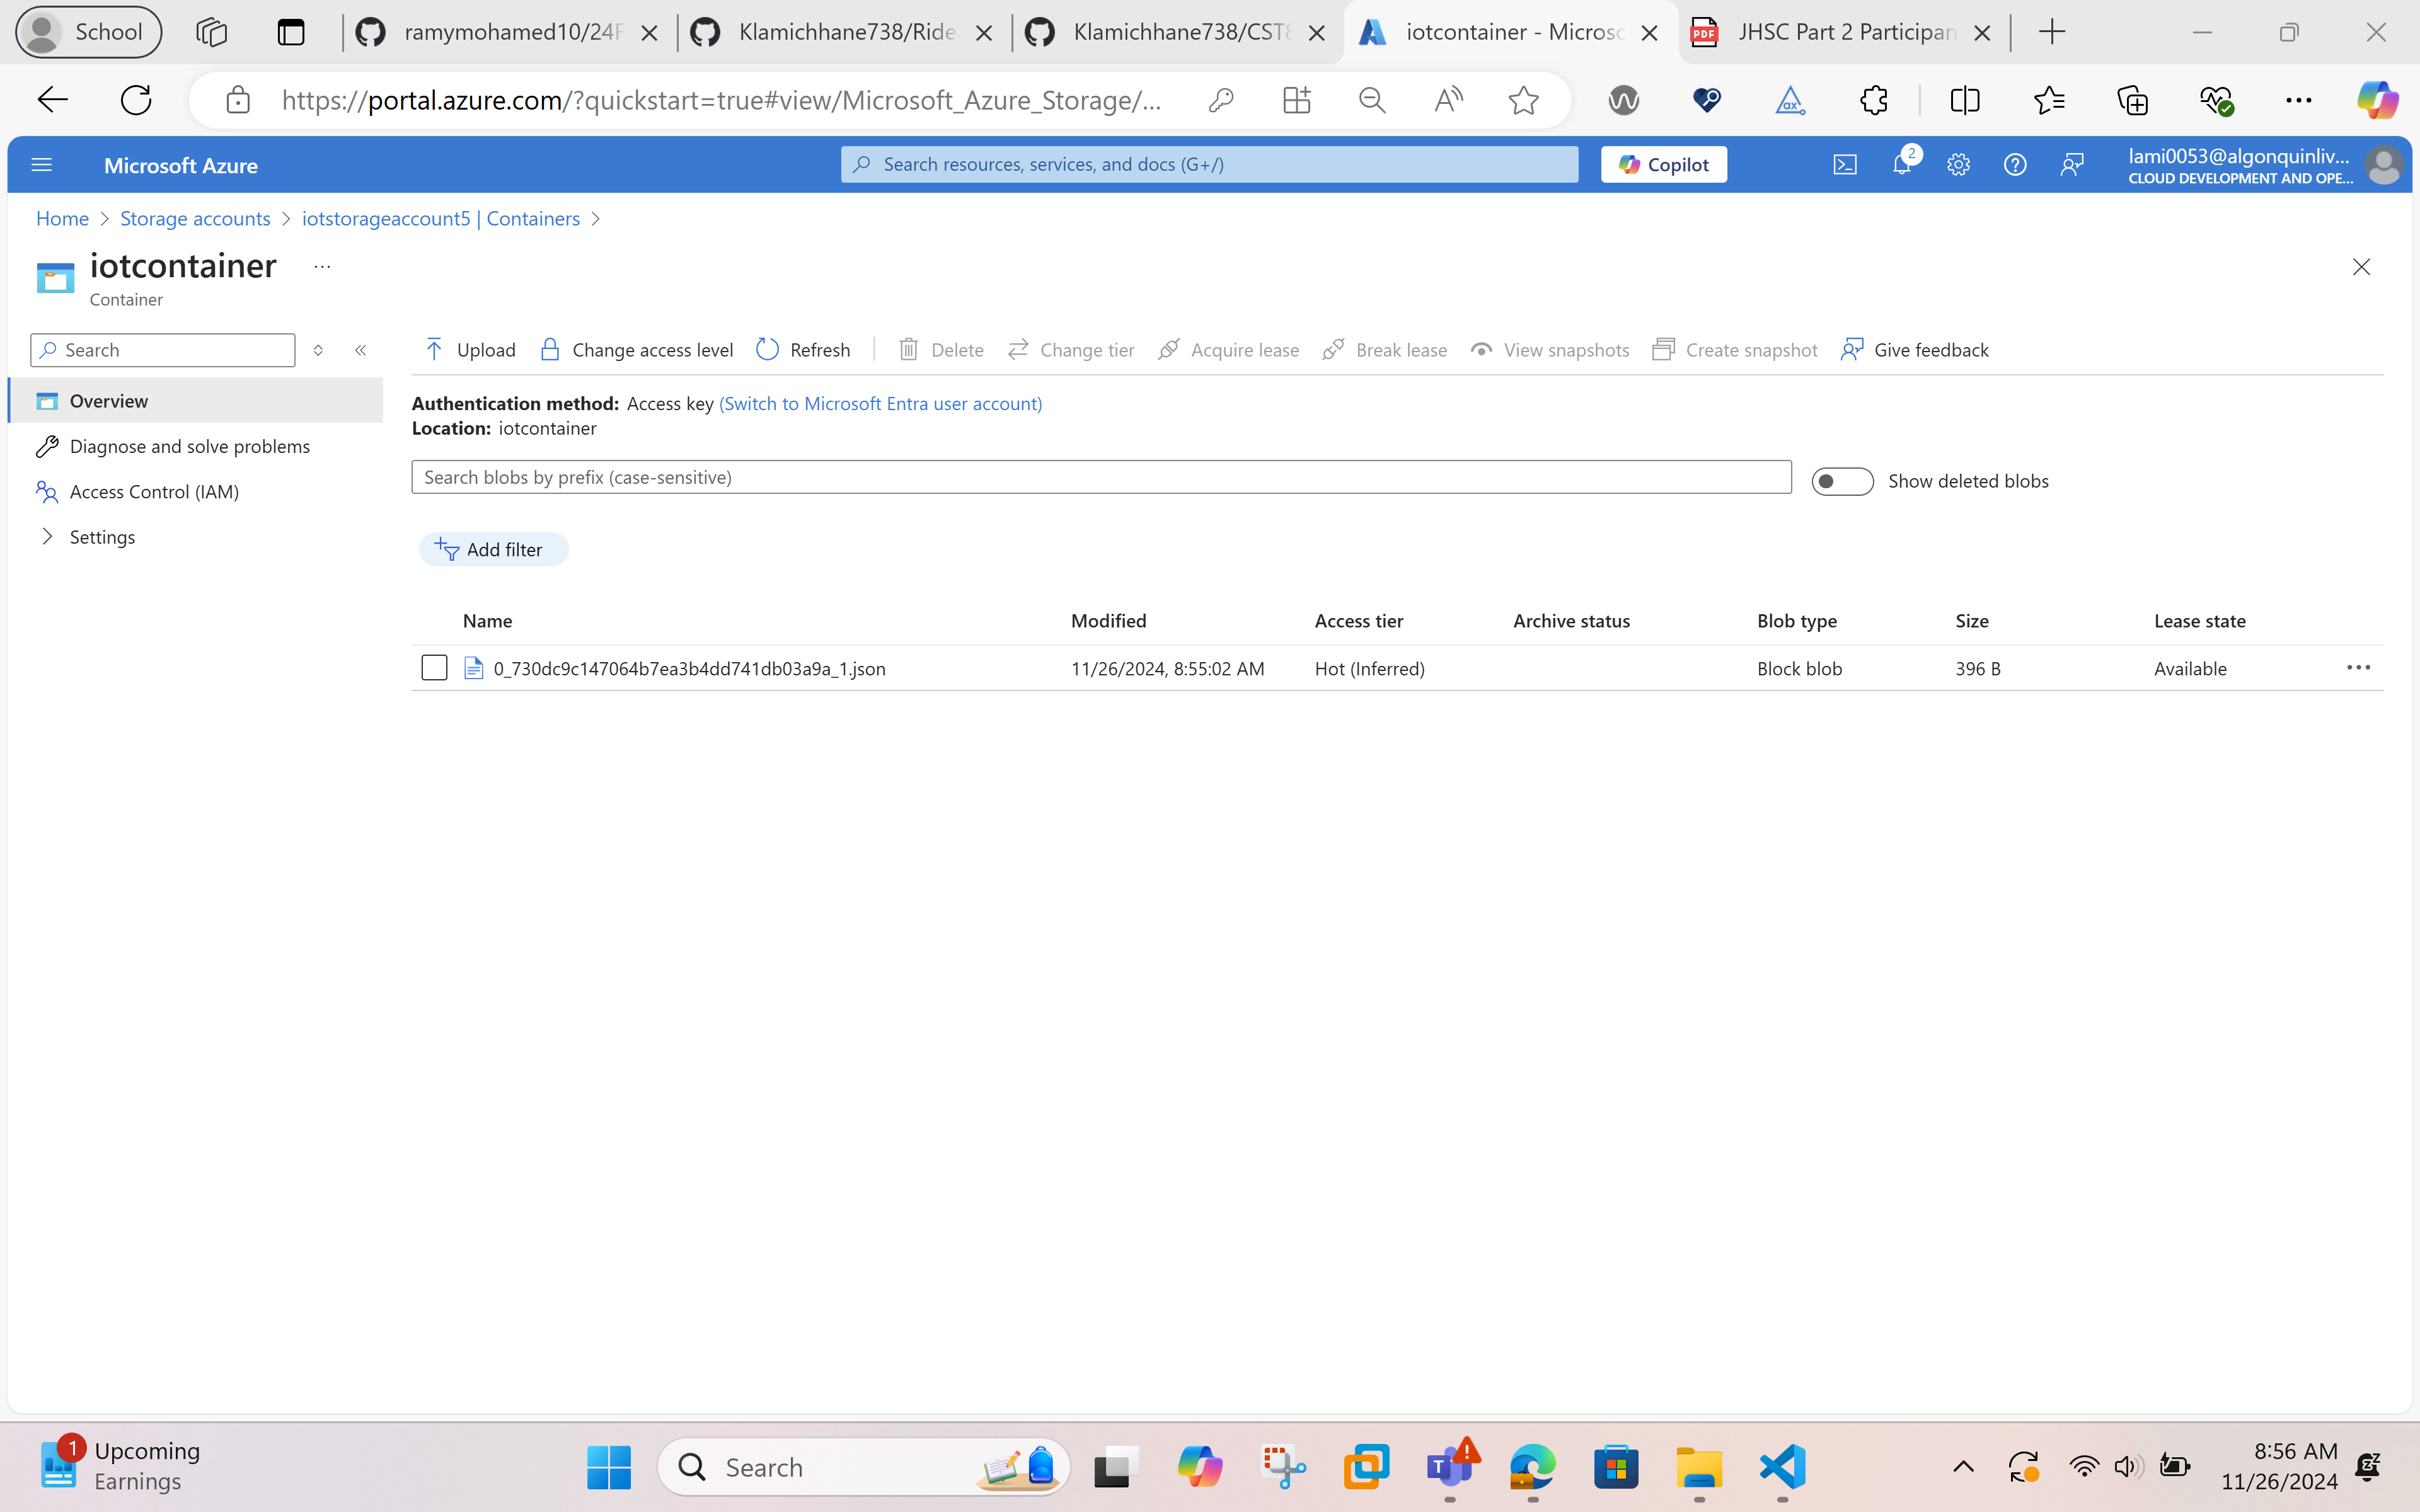 School
ramymohamed10/24F
Klamichhane738/Ride
Klamichhane738/CST8
iotcontainer - Microso
PDF
JHSC Part 2 Participan
https://portal.azure.com/?quickstart=true#view/Microsoft_Azure_Storage/...
Microsoft Azure
Search resources, services, and docs (G+/)
Copilot
2
lami0053@algonquinliv...
CLOUD DEVELOPMENT AND OPE...
Home > Storage accounts > iotstorageaccount5 | Containers >
iotcontainer ...
Container
Search
Upload
Change access level
Refresh
Delete
Change tier
Acquire lease
Break lease
View snapshots
Create snapshot
Give feedback
Overview
Diagnose and solve problems
Access Control (IAM)
Settings
Authentication method: Access key (Switch to Microsoft Entra user account)
Location: iotcontainer
Search blobs by prefix (case-sensitive)
Show deleted blobs
Add filter
Name Modified Access tier Archive status Blob type Size Lease state
0_730dc9c147064b7ea3b4dd741db03a9a_1.json 11/26/2024, 8:55:02 AM Hot (Inferred) Block blob 396 B Available
1
Upcoming
Earnings
Search
8:56 AM
11/26/2024